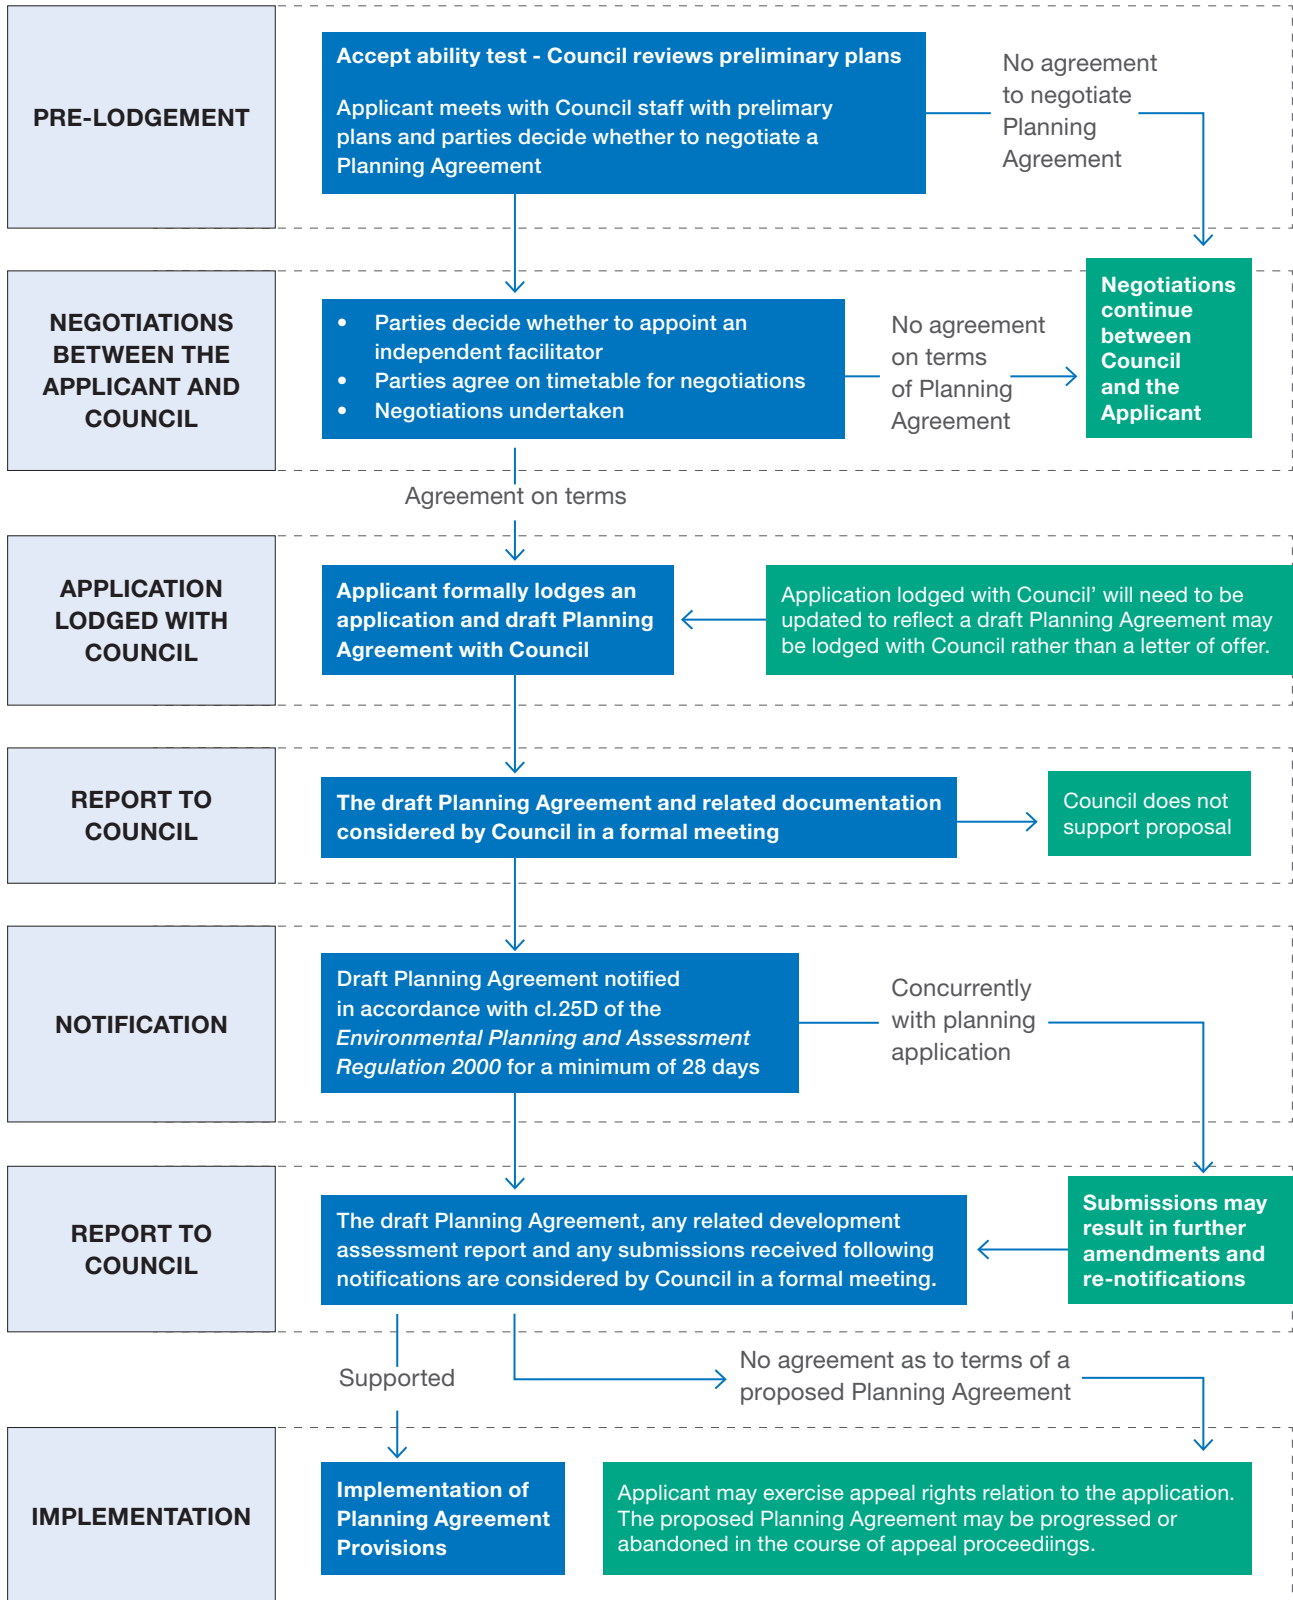 PRE-LODGEMENT
Accept ability test - Council reviews preliminary plans
Applicant meets with Council staff with prelimary
plans and parties decide whether to negotiate a
Planning Agreement
No agreement
to negotiate
Planning
Agreement
NEGOTIATIONS
BETWEEN THE
APPLICANT AND
COUNCIL
• Parties decide whether to appoint an
independent facilitator
• Parties agree on timetable for negotiations
• Negotiations undertaken
No agreement
on terms
of Planning
Agreement
Negotiations
continue
between
Council
and the
Applicant
Agreement on terms
APPLICATION
LODGED WITH
COUNCIL
Applicant formally lodges an
application and draft Planning
Agreement with Council
Application lodged with Council’ will need to be
updated to reflect a draft Planning Agreement may
be lodged with Council rather than a letter of offer.
REPORT TO
COUNCIL
The draft Planning Agreement and related documentation
considered by Council in a formal meeting
Council does not
support proposal
NOTIFICATION
Draft Planning Agreement notified
in accordance with cl.25D of the
Environmental Planning and Assessment
Regulation 2000 for a minimum of 28 days
Concurrently
with planning
application
REPORT TO
COUNCIL
The draft Planning Agreement, any related development
assessment report and any submissions received following
notifications are considered by Council in a formal meeting.
Submissions may
result in further
amendments and
re-notifications
Supported
No agreement as to terms of a
proposed Planning Agreement
IMPLEMENTATION
Implementation of
Planning Agreement
Provisions
Applicant may exercise appeal rights relation to the application.
The proposed Planning Agreement may be progressed or
abandoned in the course of appeal proceediings.